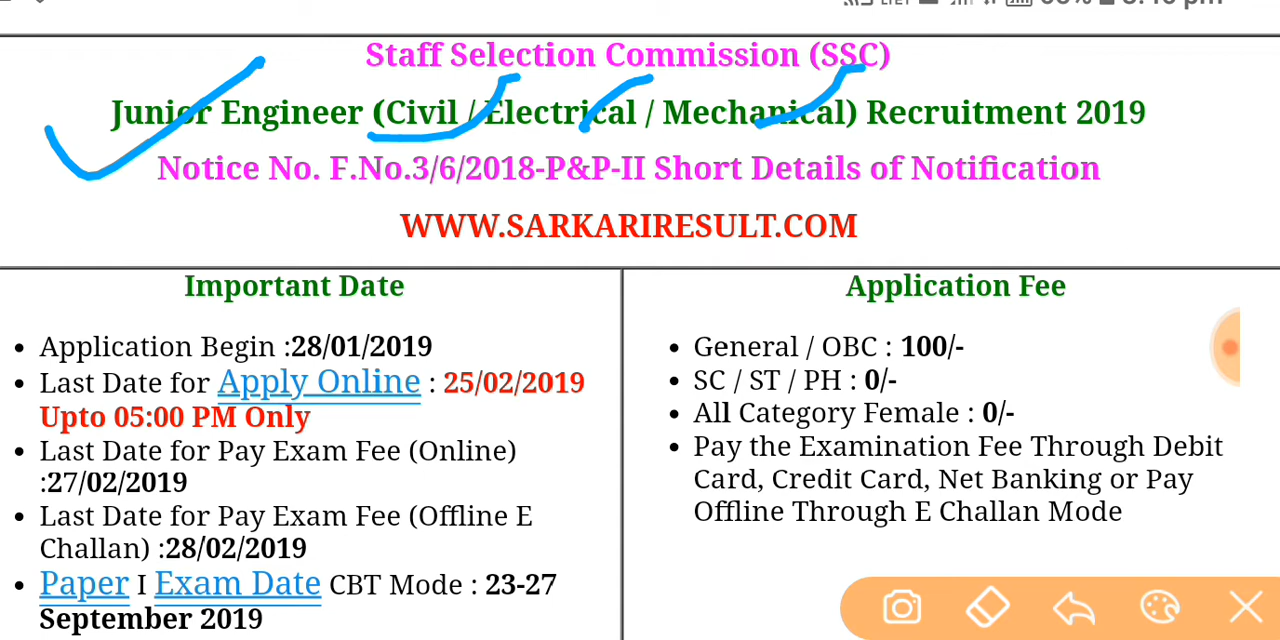 Staff Selection Commission (SSC)
Junior Engineer (Civil / Electrical / Mechanical) Recruitment 2019
Notice No. F.No.3/6/2018-P&P-II Short Details of Notification
WWW.SARKARIRESULT.COM
Important Date
• Application Begin :28/01/2019
• Last Date for Apply Online : 25/02/2019
Upto 05:00 PM Only
• Last Date for Pay Exam Fee (Online)
:27/02/2019
• Last Date for Pay Exam Fee (Offline E
Challan) :28/02/2019
• Paper I Exam Date CBT Mode : 23-27
September 2019
Application Fee
• General / OBC : 100/-
• SC / ST / PH : 0/-
• All Category Female : 0/-
• Pay the Examination Fee Through Debit
Card, Credit Card, Net Banking or Pay
Offline Through E Challan Mode